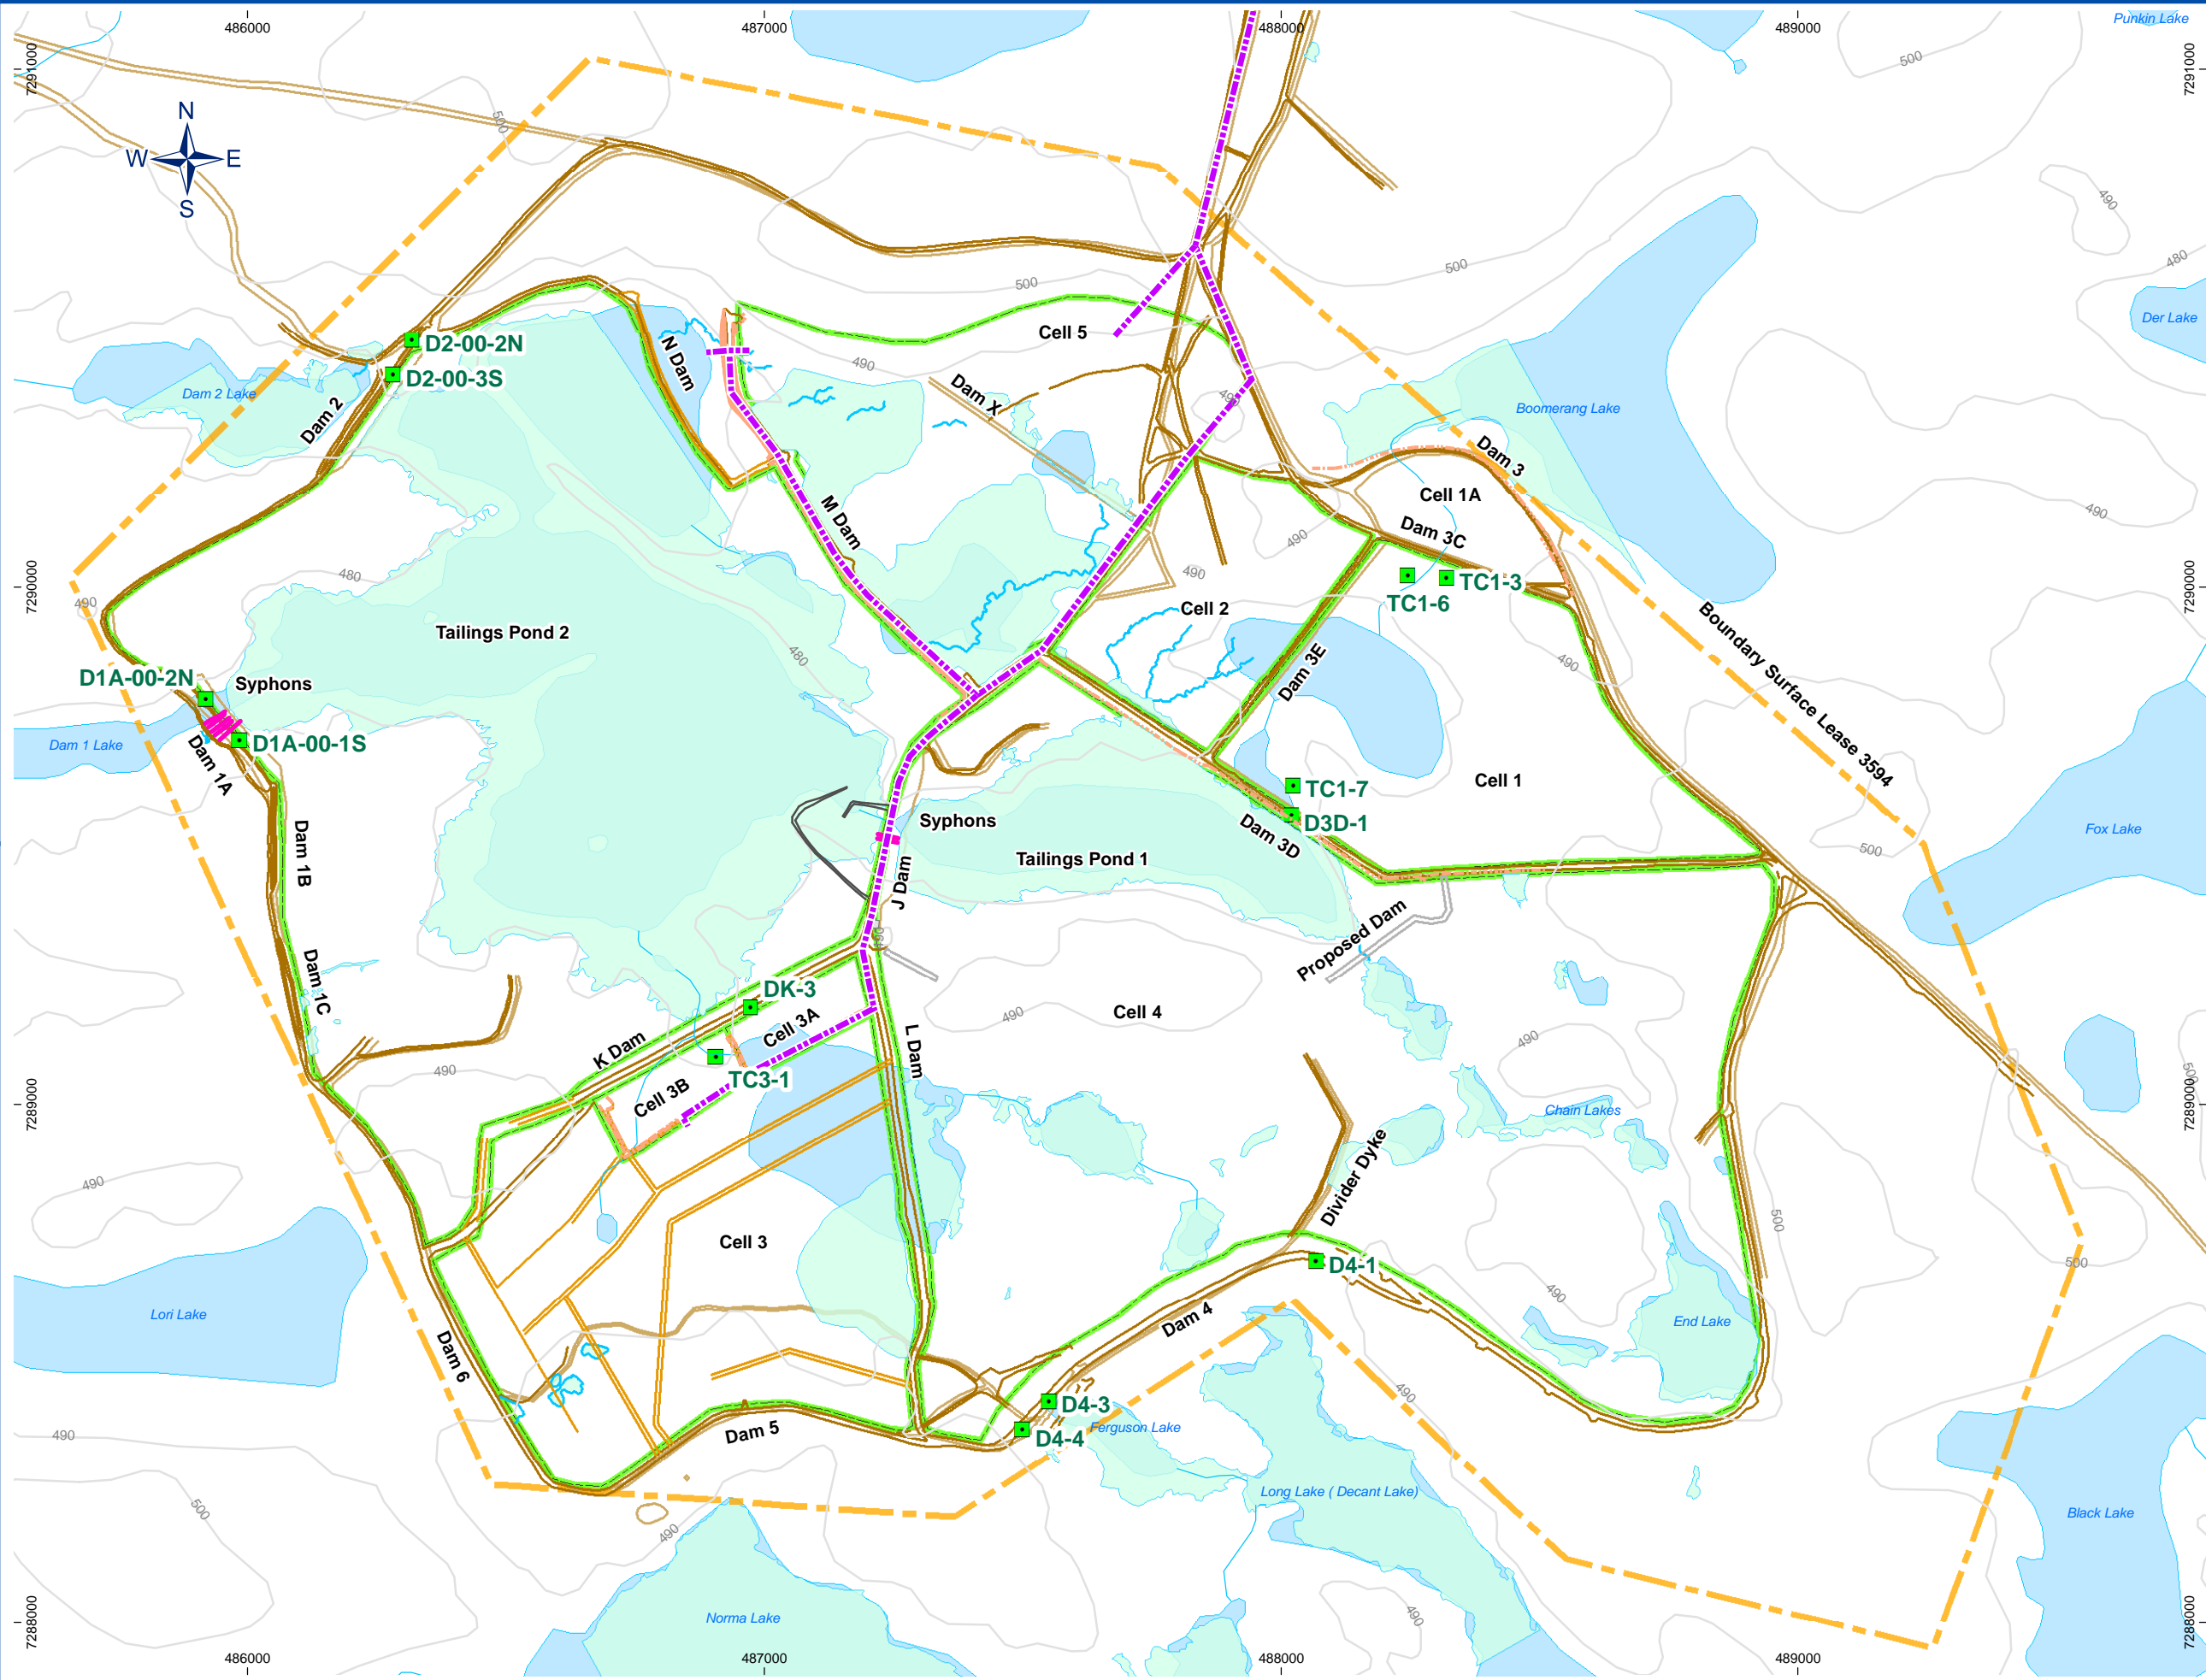 486000
487000
488000
489000
Punkin Lake
7291000
7291000
500
N
W
E
S
500
490
500
480
500
Der Lake
Cell 5
D2-00-2N
N Dam
490
D2-00-3S
Dam 2 Lake
Dam X
490
Boomerang Lake
Dam 2
Dam 3
Cell 1A
490
M Dam
Dam 3C
490
480
490
7290000
7290000
TC1-3
TC1-6
490
Cell 2
Tailings Pond 2
Boundary Surface Lease 3594
480
Dam 3E
490
D1A-00-2N
Syphons
Dam 1 Lake
D1A-00-1S
Dam 1A
Cell 1
TC1-7
Syphons
D3D-1
Dam 3D
Fox Lake
Dam 1B
Tailings Pond 1
500
J Dam
490
Proposed Dam
Dam 1C
DK-3
490
Cell 4
Cell 3A
490
K Dam
L Dam
490
TC3-1
500
7289000
7289000
Cell 3B
Chain Lakes
Divider Dyke
490
500
Cell 3
500
D4-1
490
Lori Lake
Dam 4
End Lake
Dam 6
490
D4-3
Ferguson Lake
Dam 5
D4-4
490
500
Long Lake ( Decant Lake)
Black Lake
490
Norma Lake
490
7288000
7288000
486000
487000
488000
489000